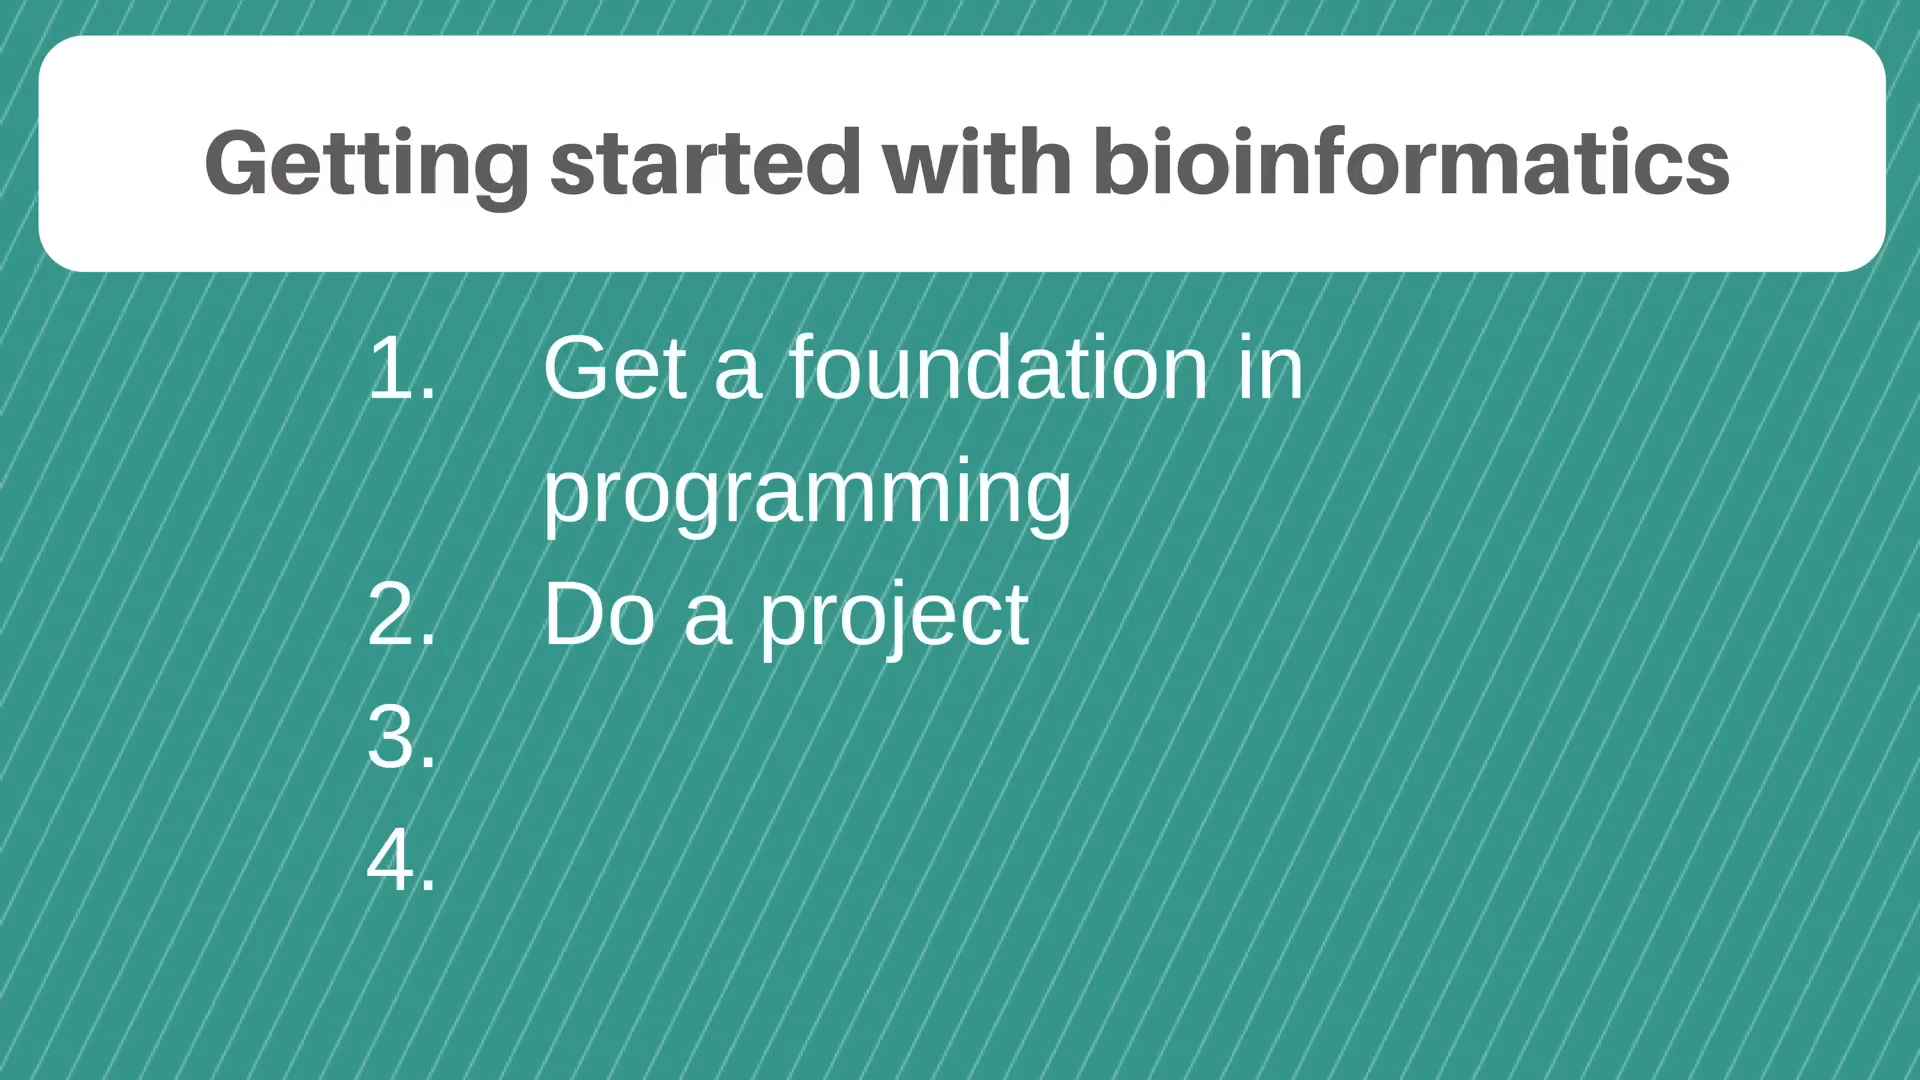 Getting started with bioinformatics
1. Get a foundation in
programming
2. Do a project
3.
4.